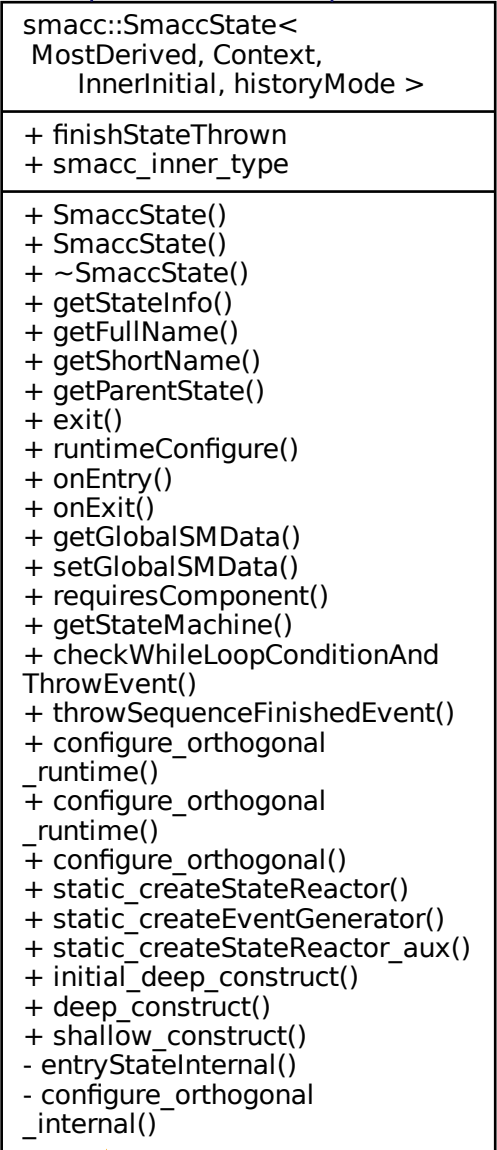 smacc::SmaccState<
MostDerived, Context,
InnerInitial, historyMode >
+ finishStateThrown
+ smacc_inner_type
+ SmaccState()
+ SmaccState()
+ ~SmaccState()
+ getStateInfo()
+ getFullName()
+ getShortName()
+ getParentState()
+ exit()
+ runtimeConfigure()
+ onEntry()
+ onExit()
+ getGlobalSMData()
+ setGlobalSMData()
+ requiresComponent()
+ getStateMachine()
+ checkWhileLoopConditionAnd
ThrowEvent()
+ throwSequenceFinishedEvent()
+ configure_orthogonal
_runtime()
+ configure_orthogonal
_runtime()
+ configure_orthogonal()
+ static_createStateReactor()
+ static_createEventGenerator()
+ static_createStateReactor_aux()
+ initial_deep_construct()
+ deep_construct()
+ shallow_construct()
- entryStateInternal()
- configure_orthogonal
_internal()